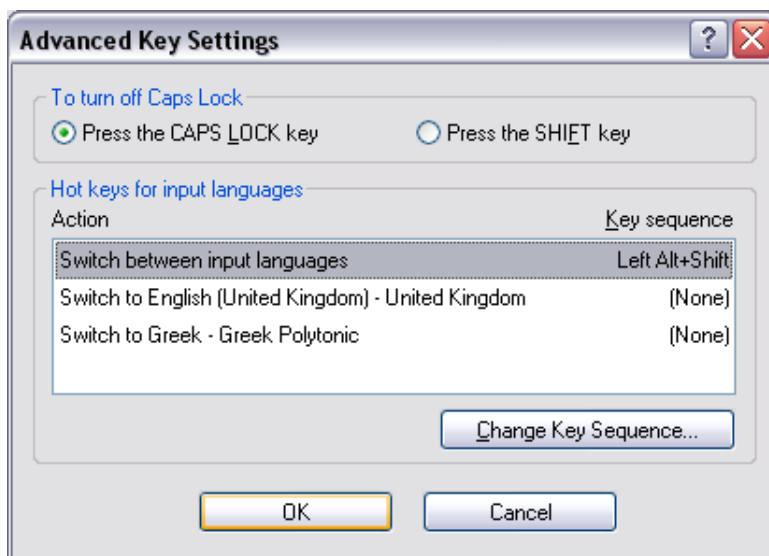 Advanced Key Settings
To turn off Caps Lock
Press the CAPS LOCK key Press the SHIFT key
Hot keys for input languages
Action Key sequence
Switch between input languages Left Alt+Shift
Switch to English (United Kingdom) - United Kingdom (None)
Switch to Greek - Greek Polytonic (None)
Change Key Sequence...
OK Cancel